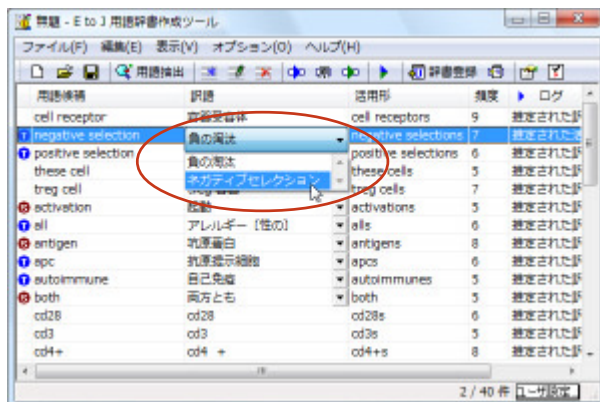 無題 - E to J 用語辞書作成ツール
ファイル(F) 編集(E) 表示(V) オプション(O) ヘルプ(H)
用語抽出 辞書登録
用語候補 訳語 活用形 頻度 ログ
cell receptor 容器受容体 cell receptors 9 推定された訳
negative selection 負の淘汰 negative selections 7 推定された
positive selection 負の淘汰 positive selections 6 推定された訳
these cell ネガティブセレクション these cells 5 推定された訳
treg cell treg cells 7 推定された訳
activation 起動 activations 5 推定された訳
all アレルギー [性の] alls 6 推定された訳
antigen 抗原蛋白 antigens 8 推定された訳
apc 抗原提示細胞 apcs 6 推定された訳
autoimmune 自己免疫 autoimmunes 5 推定された訳
both 両方とも both 5 推定された訳
cd28 cd28 cd28s 6 推定された訳
cd3 cd3 cd3s 5 推定された訳
cd4+ cd4 + cd4+s 8 推定された訳
2 / 40 件 ユーザ設定